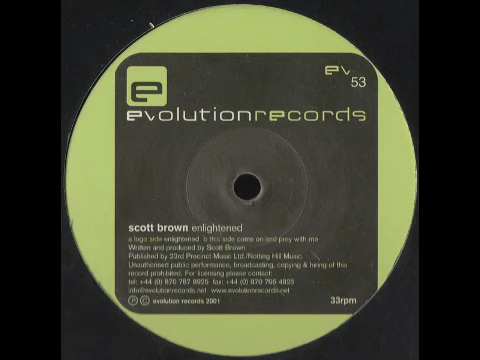 ev
53
e
evolutionrecords
scott brown enlightened
a logo side enlightened b this side come on and prey with me
Written and produced by Scott Brown.
Published by 23rd Precinct Music Ltd./Notting Hill Music.
Unauthorised public performance, broadcasting, copying & hiring of this
record prohibited. For licensing please contact:
tel: +44 (0) 870 787 8925 fax: +44 (0) 870 706 4825
info@evolutionrecords.net www.evolutionrecords.net
Ⓟ © evolution records 2001
33rpm